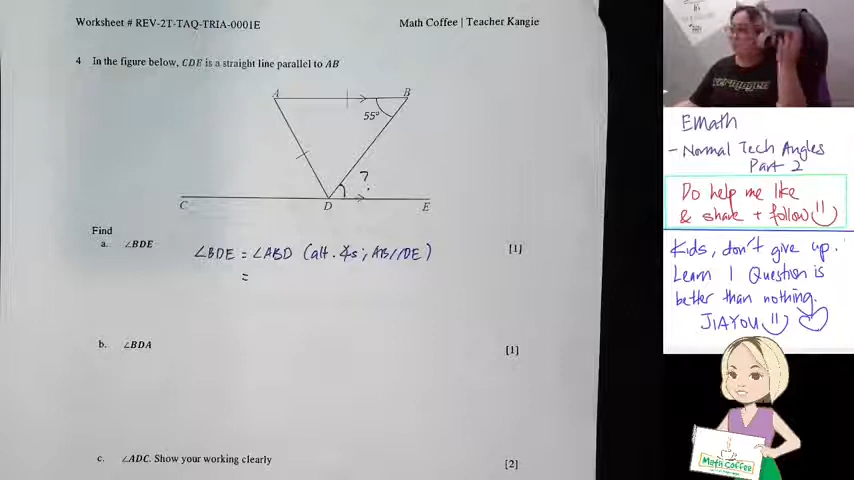 Worksheet # REV-2T-TAQ-TRIA-0001E
Math Coffee | Teacher Kangie
4 In the figure below, CDE is a straight line parallel to AB
A
B
55°
?
C
D
E
Find
a. ∠BDE
∠BDE = ∠ABD (alt. ∡s, AB//DE)
[1]
=
b. ∠BDA
[1]
c. ∠ADC. Show your working clearly
[2]
EMath
- Normal Tech Angles
Part 2
Do help me like
& share + follow
Kids, don't give up.
Learn 1 Question is
better than nothing.
JIAYOU
Math Coffee